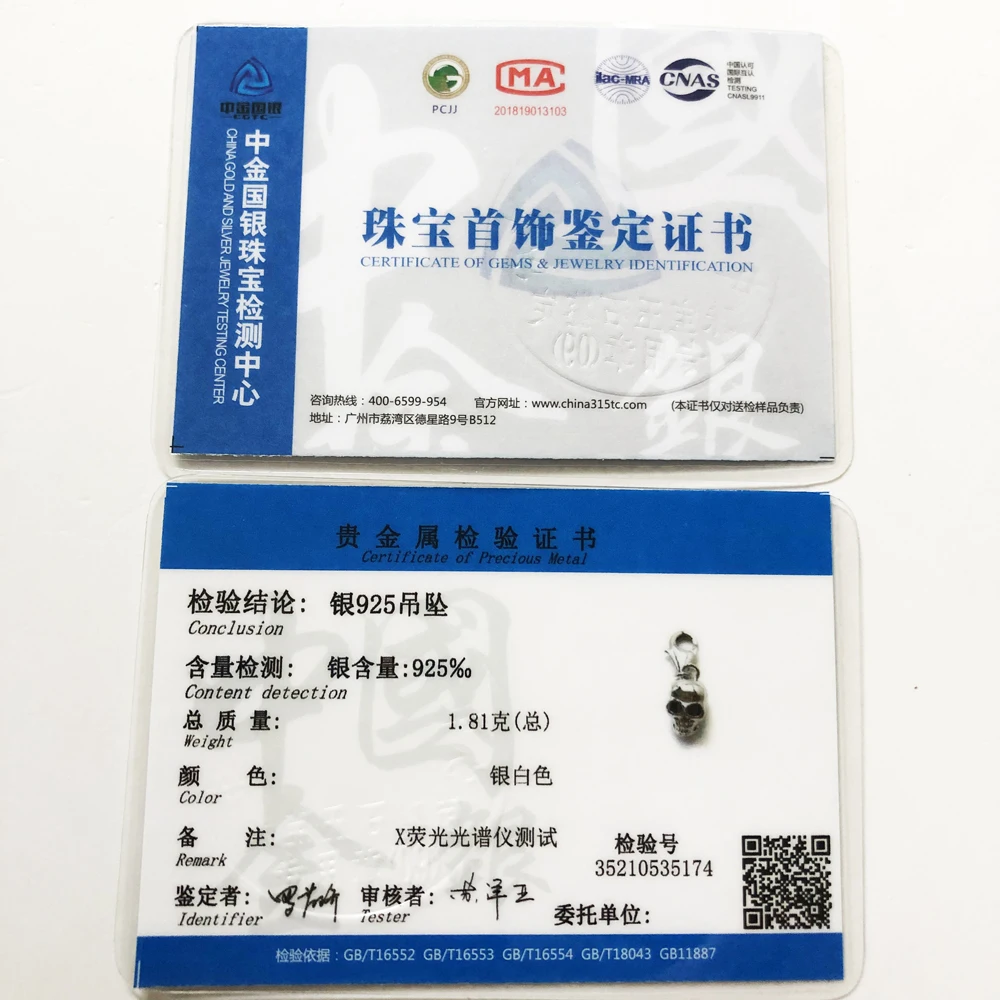 中金国银
CGTC
中金国银珠宝检测中心
CHINA GOLD AND SILVER JEWELRY TESTING CENTER
PCJJ
MA
201819013103
ilac-MRA
CNAS
中国认可
国际互认
检测
TESTING
CNASL9911
珠宝首饰鉴定证书
CERTIFICATE OF GEMS & JEWELRY IDENTIFICATION
咨询热线：400-6599-954 官方网址：www.china315tc.com (本证书仅对送检样品负责)
地址：广州市荔湾区德星路9号B512
贵金属检验证书
Certificate of Precious Metal
检验结论: 银925吊坠
Conclusion
含量检测: 银含量:925‰
Content detection
总质量: 1.81克(总)
Weight
颜色: 银白色
Color
备注: X荧光光谱仪测试
Remark
检验号
35210535174
鉴定者: 审核者:
Identifier Tester
委托单位:
检验依据：GB/T16552 GB/T16553 GB/T16554 GB/T18043 GB11887